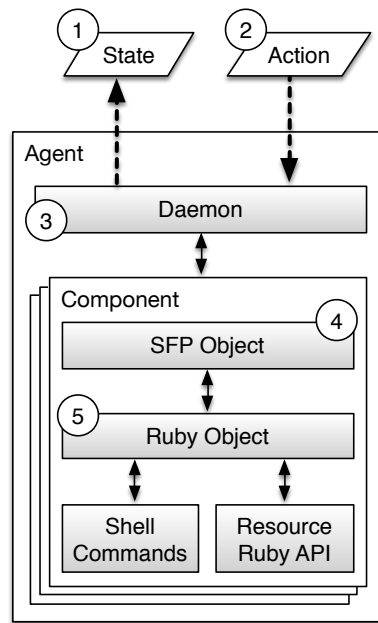 1
State
2
Action
Agent
3
Daemon
Component
4
SFP Object
5
Ruby Object
Shell
Commands
Resource
Ruby API